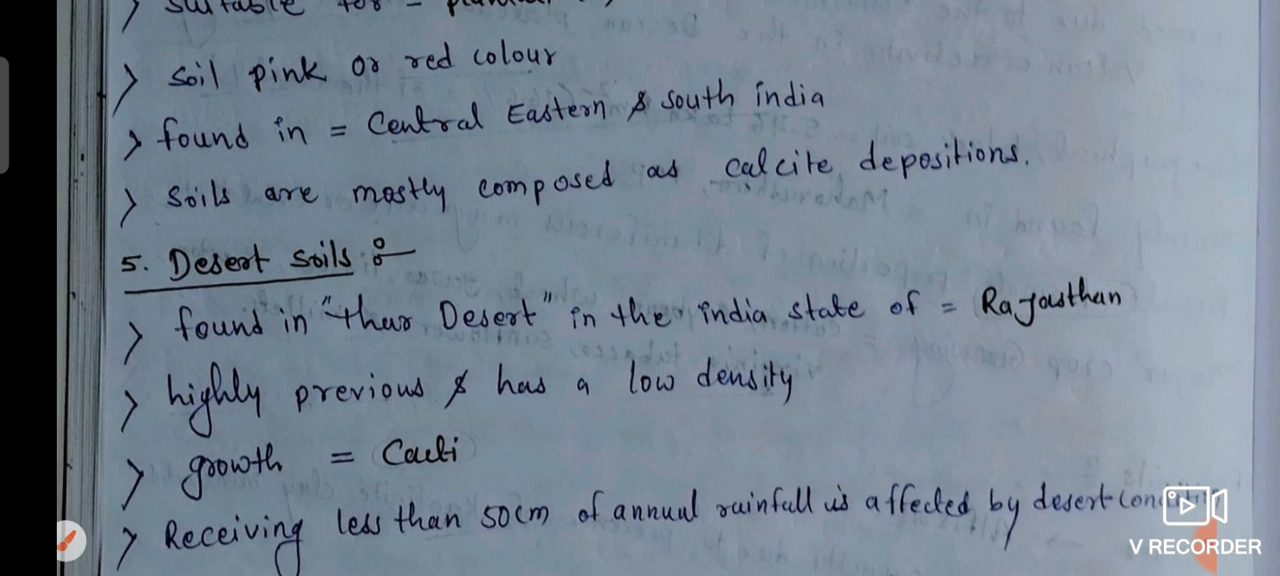 > suitable for =
> soil pink or red colour
> found in = Central Eastern & south india
> soils are mostly composed as calcite depositions.
5. Desert soils :-
> found in "thar Desert" in the india state of = Rajasthan
> highly previous & has a low density
> growth = Cacti
> Receiving less than 50cm of annual rainfall is affected by desert
V RECORDER